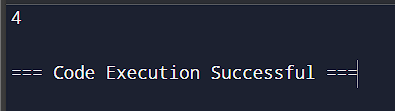 4
=== Code Execution Successful ===